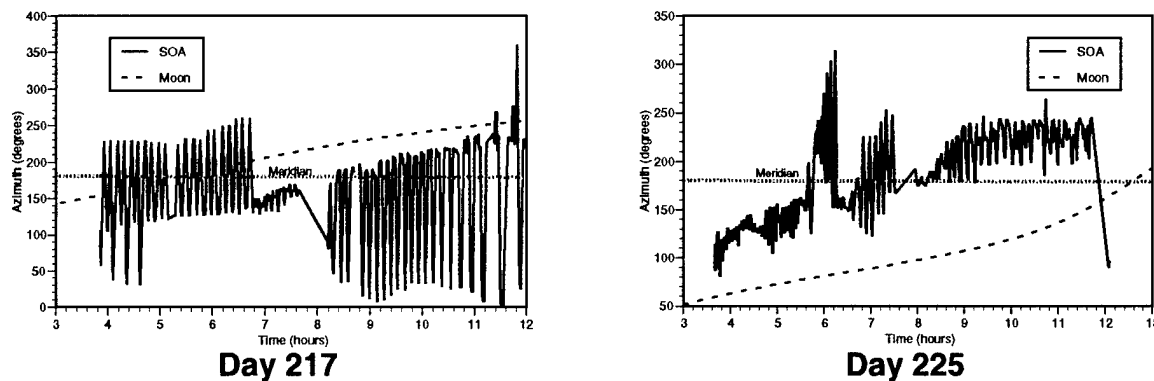 400
350
300
250
200
150
100
50
0
Azimuth (degrees)
SOA
Moon
Meridian
3 4 5 6 7 8 9 10 11 12
Time (hours)
Day 217
350
300
250
200
150
100
50
Azimuth (degrees)
SOA
Moon
Meridian
3 4 5 6 7 8 9 10 11 12 13
Time (hours)
Day 225